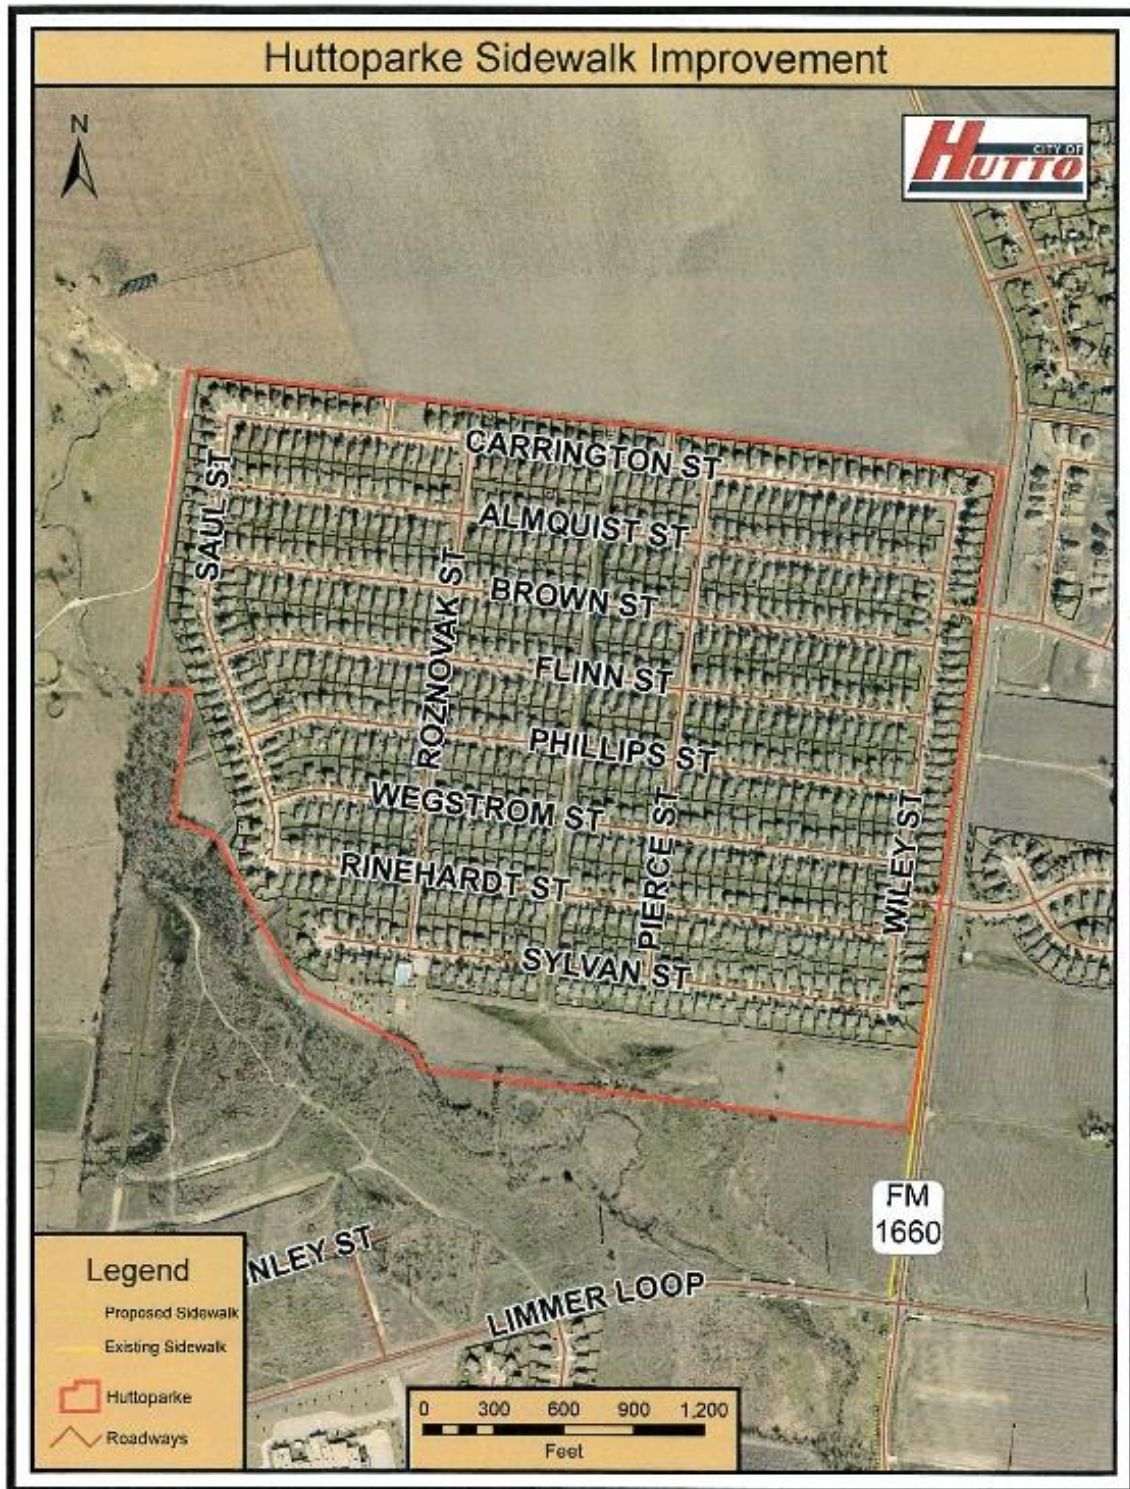 Huttoparke Sidewalk Improvement
N
CITY OF
HUTTO
CARRINGTON ST
SAUL ST
ALMQUIST ST
BROWN ST
ROZNOVAK ST
FLINN ST
PHILLIPS ST
WEGSTROM ST
PIERCE ST
WILEY ST
RINEHARDT ST
SYLVAN ST
FM
1660
NLEY ST
LIMMER LOOP
Legend
Proposed Sidewalk
Existing Sidewalk
Huttoparke
Roadways
0 300 600 900 1,200
Feet